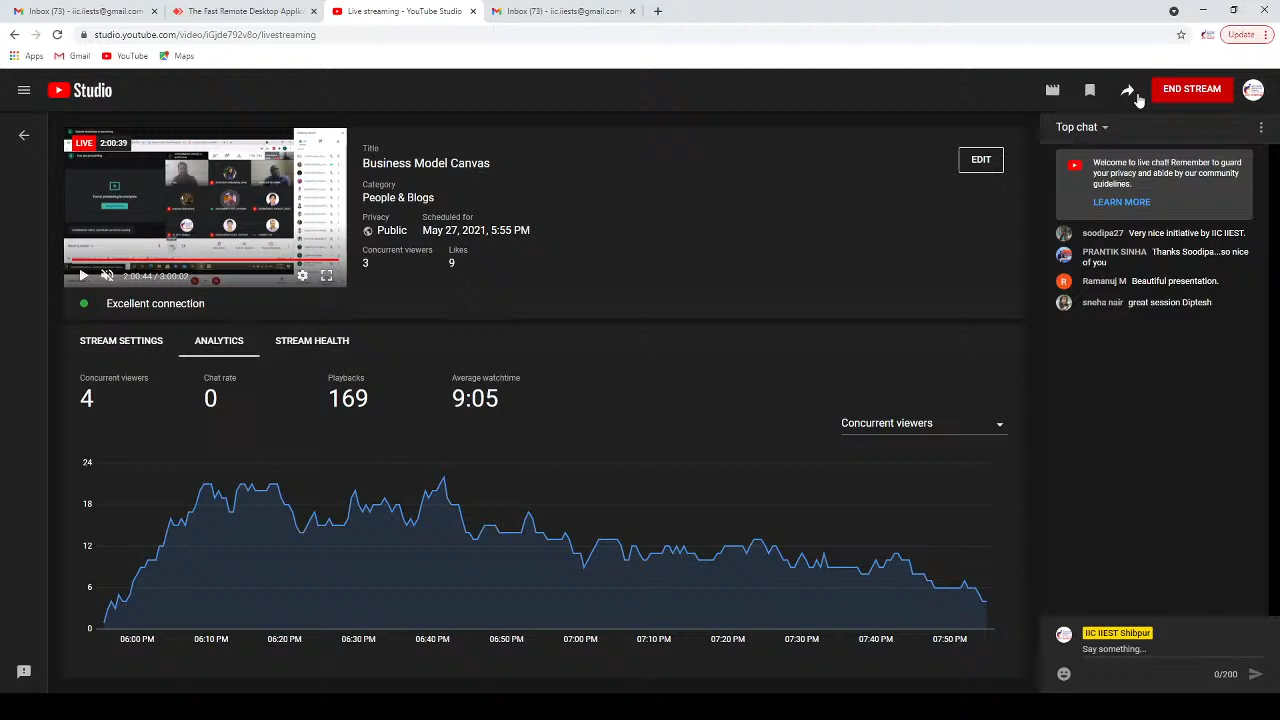 Inbox (73) - iic.iiests@gmail.com
The Fast Remote Desktop Applic
Live streaming - YouTube Studio
Inbox (73) - iic.iiests@gmail.com
studio.youtube.com/video/iGjde792v8o/livestreaming
Update
Apps
Gmail
YouTube
Maps
Studio
END STREAM
LIVE 2:00:39
2:00:44 / 3:00:02
Title
Business Model Canvas
EDIT
Category
People & Blogs
Privacy
Public
Scheduled for
May 27, 2021, 5:55 PM
Concurrent viewers
3
Likes
9
Excellent connection
STREAM SETTINGS
ANALYTICS
STREAM HEALTH
Concurrent viewers
4
Chat rate
0
Playbacks
169
Average watchtime
9:05
Concurrent viewers
24
18
12
6
0
06:00 PM 06:10 PM 06:20 PM 06:30 PM 06:40 PM 06:50 PM 07:00 PM 07:10 PM 07:20 PM 07:30 PM 07:40 PM 07:50 PM
Top chat
Welcome to live chat! Remember to guard
your privacy and abide by our community
guidelines.
LEARN MORE
soodipa27 Very nice initiative by IIC IIEST.
PRANTIK SINHA Thanks soodipa...so nice
of you
Ramanuj M Beautiful presentation.
sneha nair great session Diptesh
IIC IIEST Shibpur
Say something...
0/200